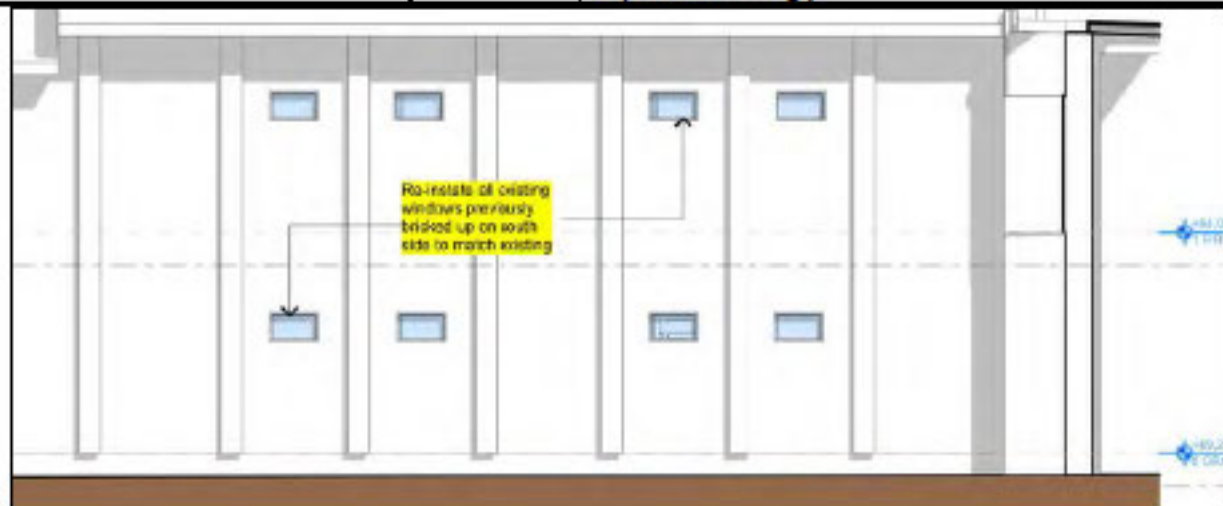 Re-instate all existing
windows previously
bricked up on south
side to match existing